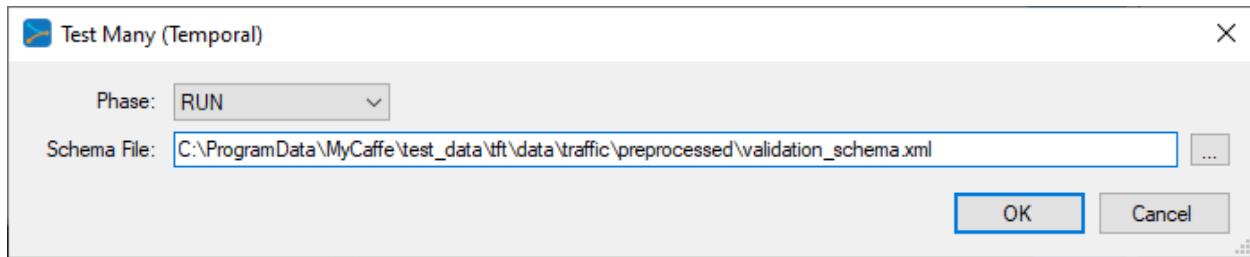 Test Many (Temporal)
Phase: RUN
Schema File: C:\ProgramData\MyCaffe\test_data\tft\data\traffic\preprocessed\validation_schema.xml ...
OK Cancel